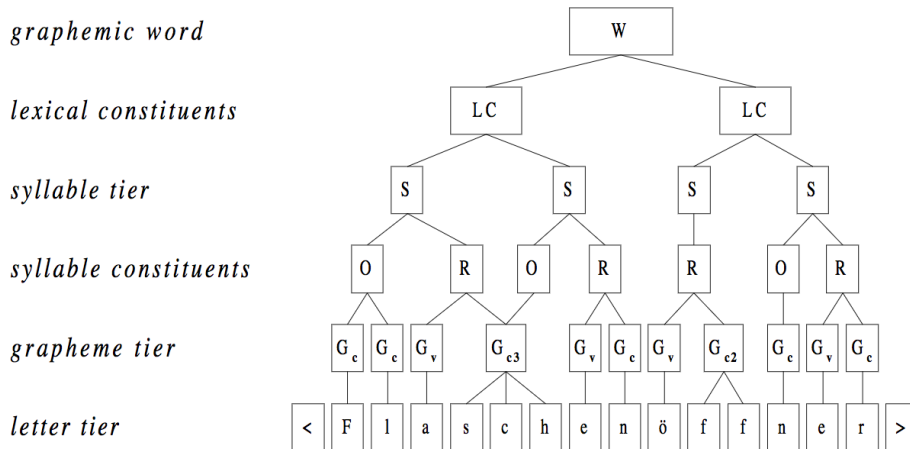 graphemic word W
lexical constituents LC LC
syllable tier S S S S
syllable constituents O R O R R O R
grapheme tier Gc Gc Gv Gc3 Gv Gc Gv Gc2 Gc Gv Gc
letter tier < F l a s c h e n ö f f n e r >